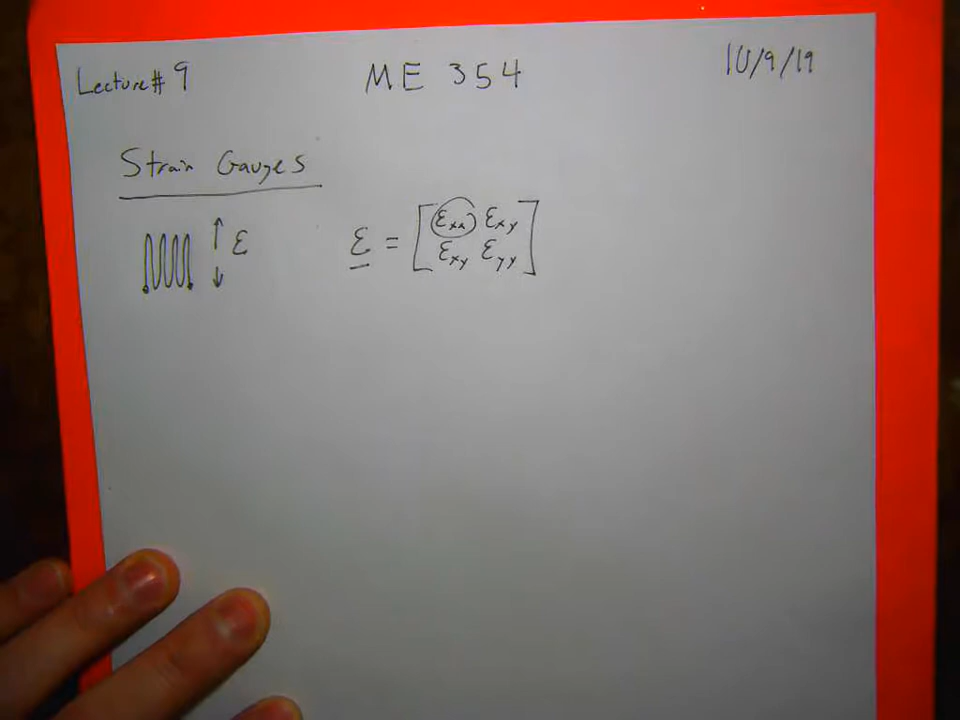 Lecture# 9 ME 354 10/9/19
Strain Gauges
ε ε = [εxx εxy
εxy εyy]